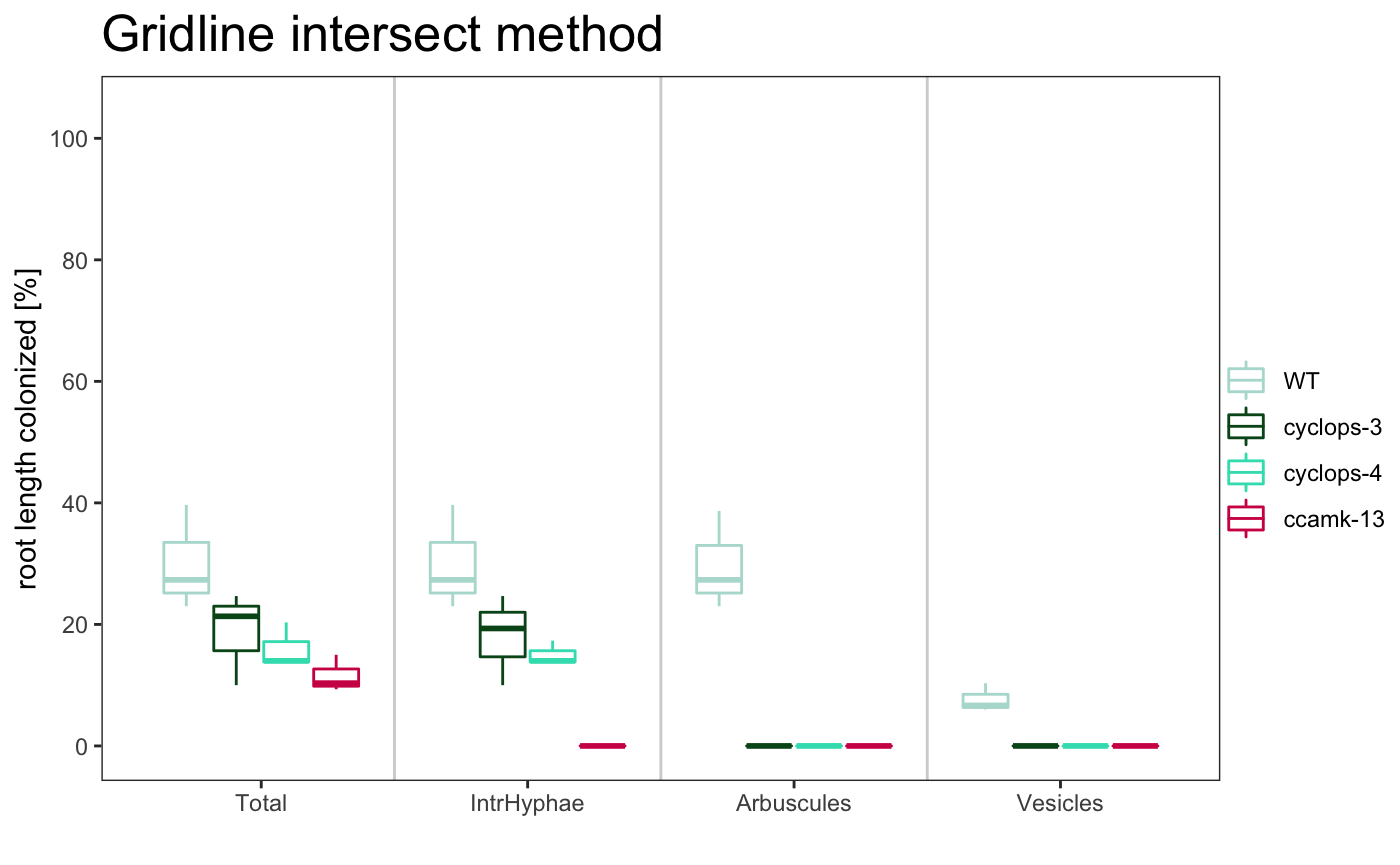 Gridline intersect method
root length colonized [%]
100
80
60
40
20
0
Total
IntrHyphae
Arbuscules
Vesicles
WT
cyclops-3
cyclops-4
ccamk-13